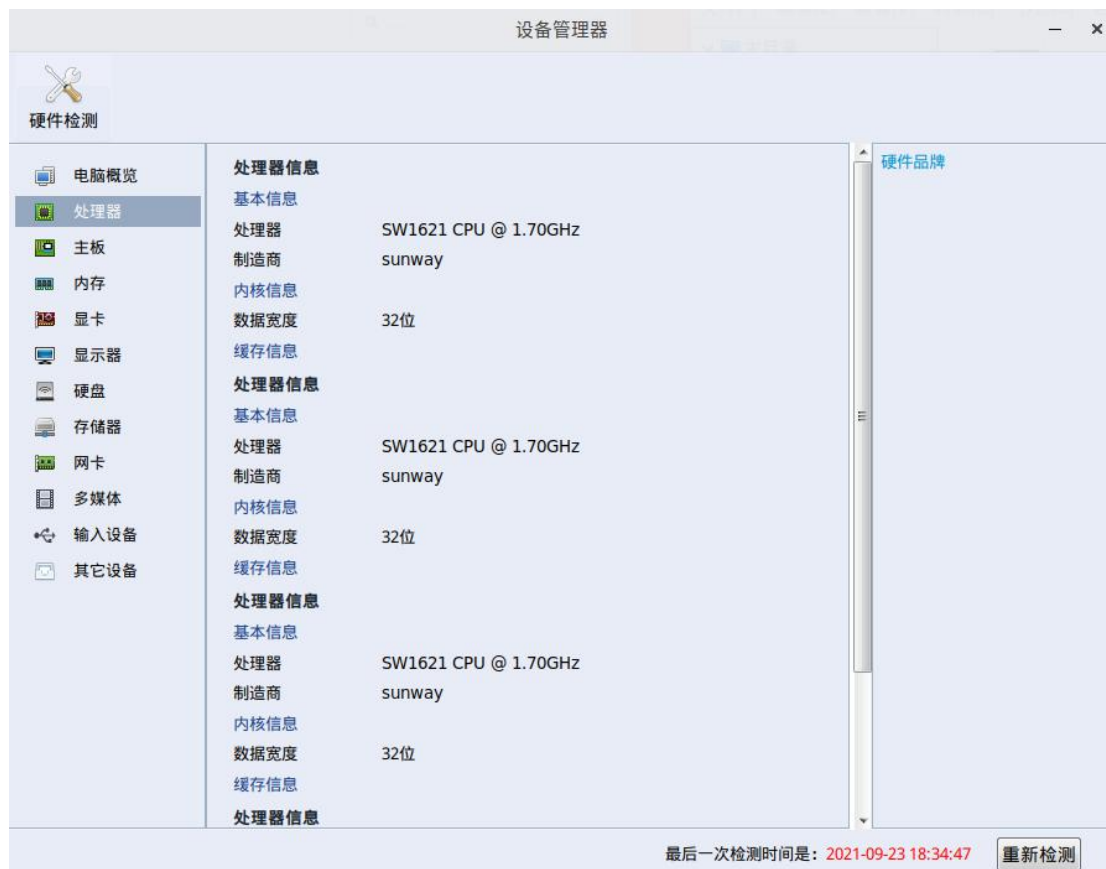 设备管理器
硬件检测
电脑概览
处理器
主板
内存
显卡
显示器
硬盘
存储器
网卡
多媒体
输入设备
其它设备
处理器信息
基本信息
处理器 SW1621 CPU @ 1.70GHz
制造商 sunway
内核信息
数据宽度 32位
缓存信息
处理器信息
基本信息
处理器 SW1621 CPU @ 1.70GHz
制造商 sunway
内核信息
数据宽度 32位
缓存信息
处理器信息
基本信息
处理器 SW1621 CPU @ 1.70GHz
制造商 sunway
内核信息
数据宽度 32位
缓存信息
处理器信息
硬件品牌
最后一次检测时间是：2021-09-23 18:34:47 重新检测